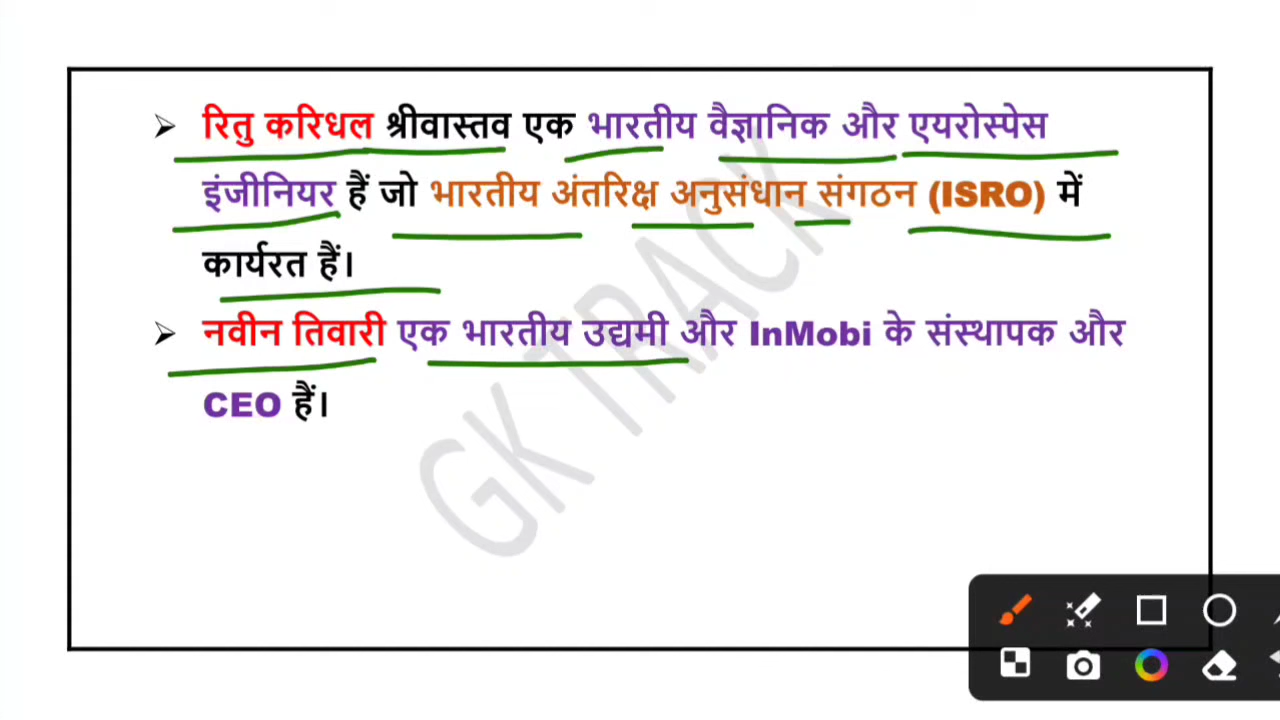 ➢ रितु करिधल श्रीवास्तव एक भारतीय वैज्ञानिक और एयरोस्पेस
इंजीनियर हैं जो भारतीय अंतरिक्ष अनुसंधान संगठन (ISRO) में
कार्यरत हैं।
➢ नवीन तिवारी एक भारतीय उद्यमी और InMobi के संस्थापक और
CEO हैं।
GK TRACK